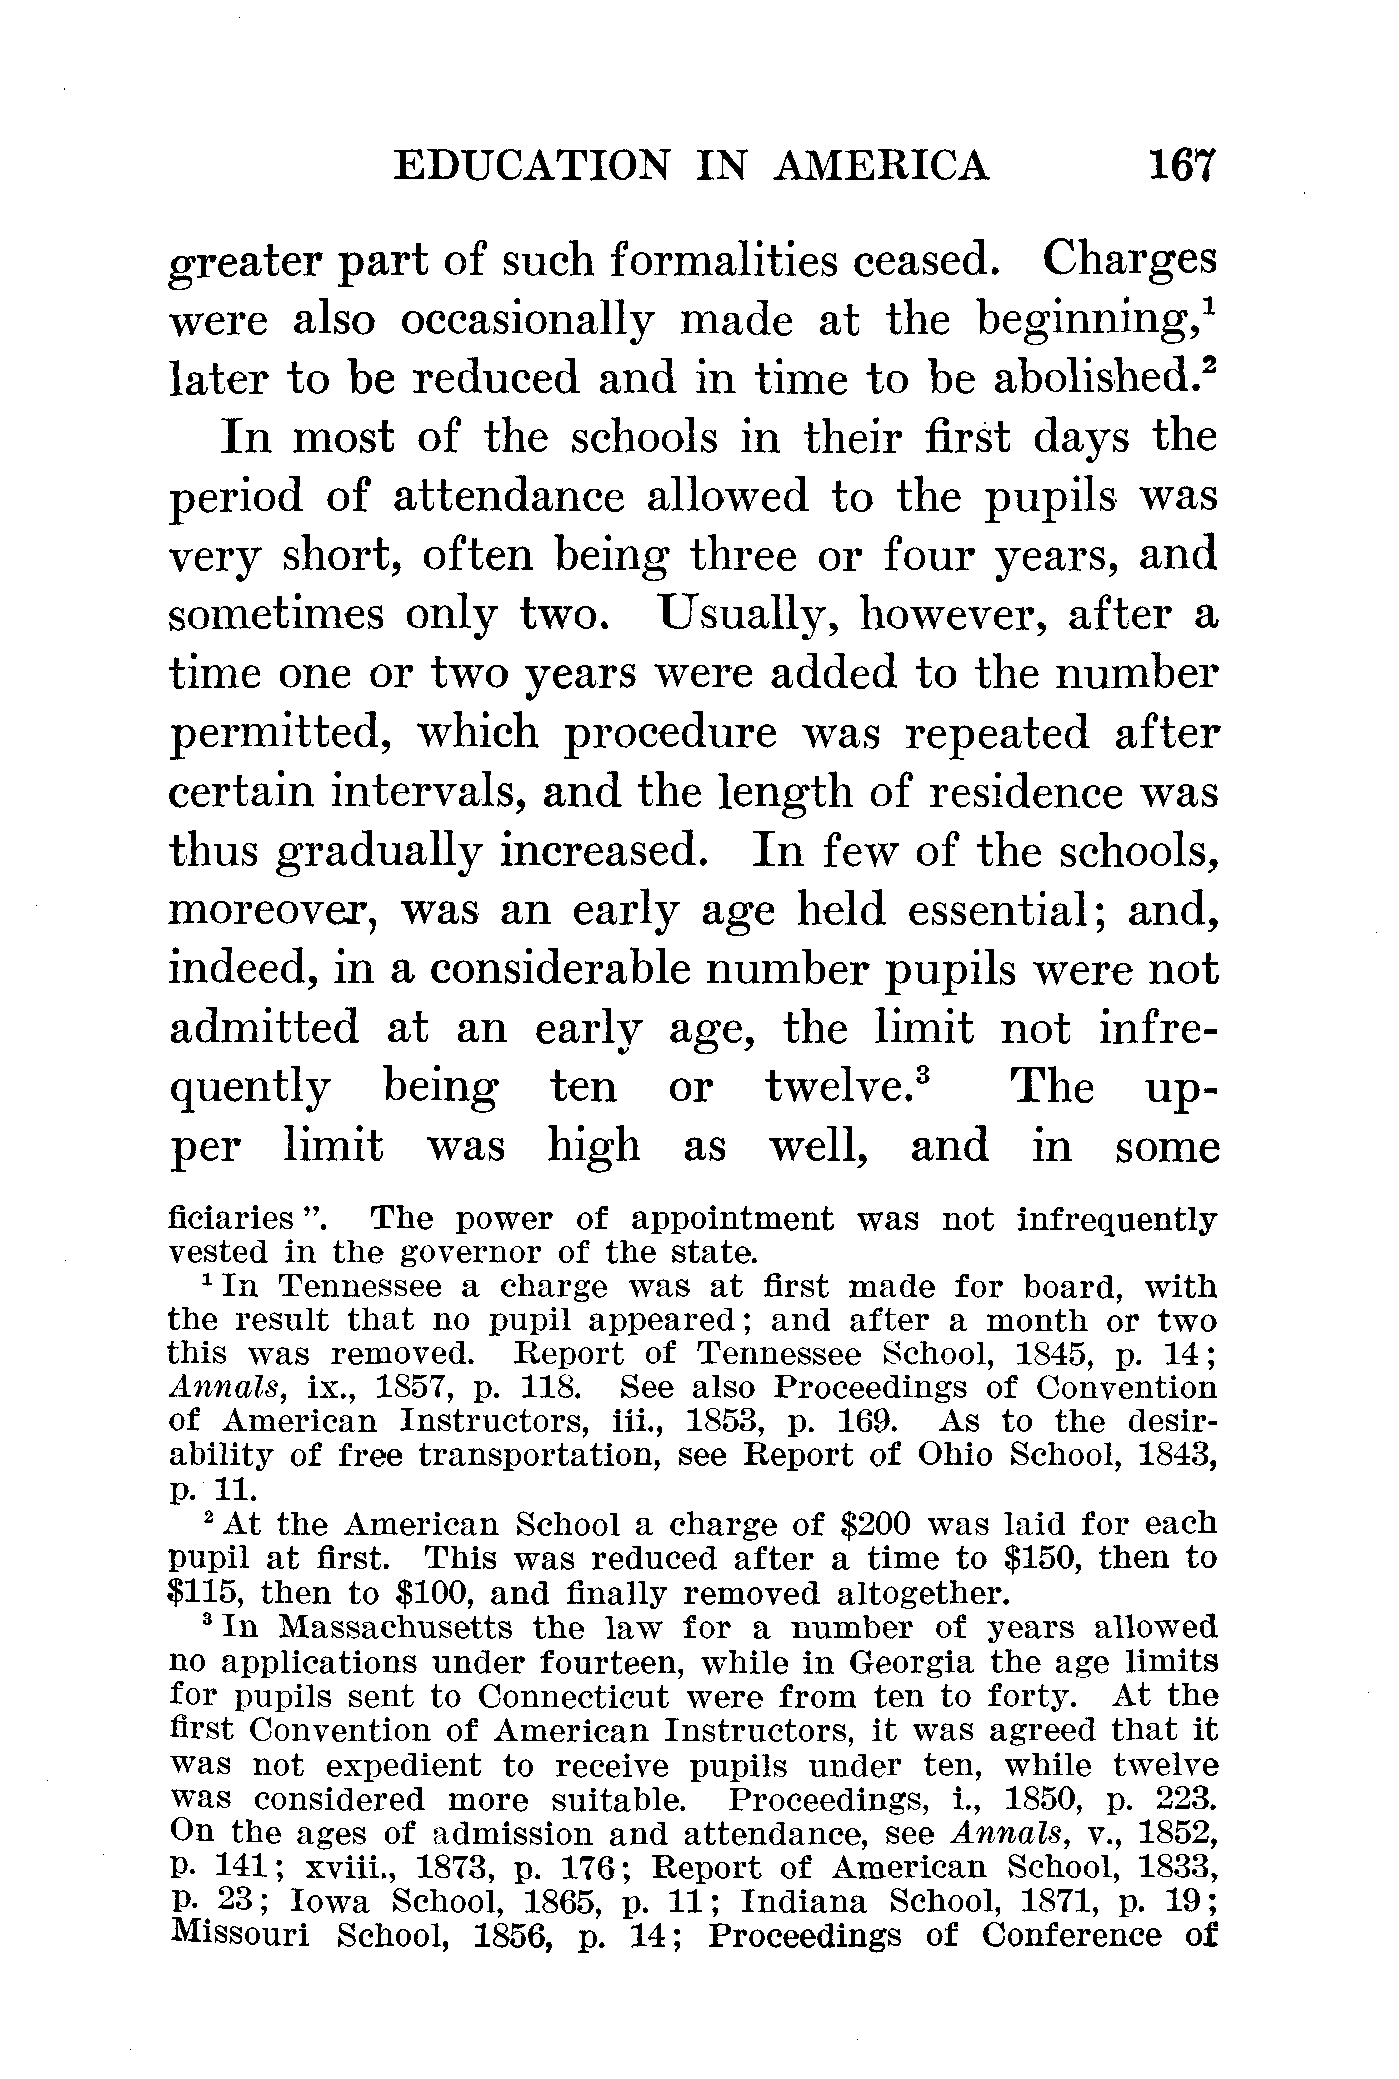 EDUCATION IN AMERICA 167
greater part of such formalities ceased. Charges
were also occasionally made at the beginning,¹
later to be reduced and in time to be abolished.²
In most of the schools in their first days the
period of attendance allowed to the pupils was
very short, often being three or four years, and
sometimes only two. Usually, however, after a
time one or two years were added to the number
permitted, which procedure was repeated after
certain intervals, and the length of residence was
thus gradually increased. In few of the schools,
moreover, was an early age held essential; and,
indeed, in a considerable number pupils were not
admitted at an early age, the limit not infre-
quently being ten or twelve.³ The up-
per limit was high as well, and in some
ficiaries". The power of appointment was not infrequently
vested in the governor of the state.
¹ In Tennessee a charge was at first made for board, with
the result that no pupil appeared; and after a month or two
this was removed. Report of Tennessee School, 1845, p. 14;
Annals, ix., 1857, p. 118. See also Proceedings of Convention
of American Instructors, iii., 1853, p. 169. As to the desir-
ability of free transportation, see Report of Ohio School, 1843,
p. 11.
² At the American School a charge of $200 was laid for each
pupil at first. This was reduced after a time to $150, then to
$115, then to $100, and finally removed altogether.
³ In Massachusetts the law for a number of years allowed
no applications under fourteen, while in Georgia the age limits
for pupils sent to Connecticut were from ten to forty. At the
first Convention of American Instructors, it was agreed that it
was not expedient to receive pupils under ten, while twelve
was considered more suitable. Proceedings, i., 1850, p. 223.
On the ages of admission and attendance, see Annals, v., 1852,
p. 141; xviii., 1873, p. 176; Report of American School, 1833,
p. 23; Iowa School, 1865, p. 11; Indiana School, 1871, p. 19;
Missouri School, 1856, p. 14; Proceedings of Conference of